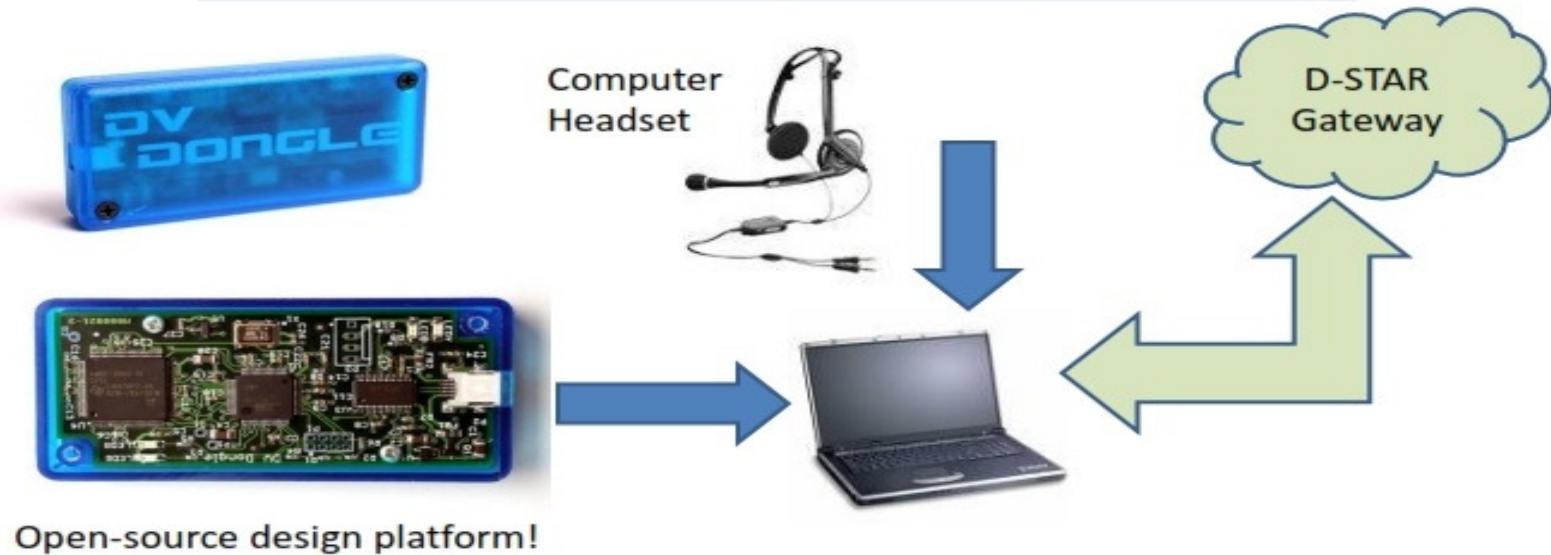 DV
DONGLE
Computer
Headset
D-STAR
Gateway
Open-source design platform!